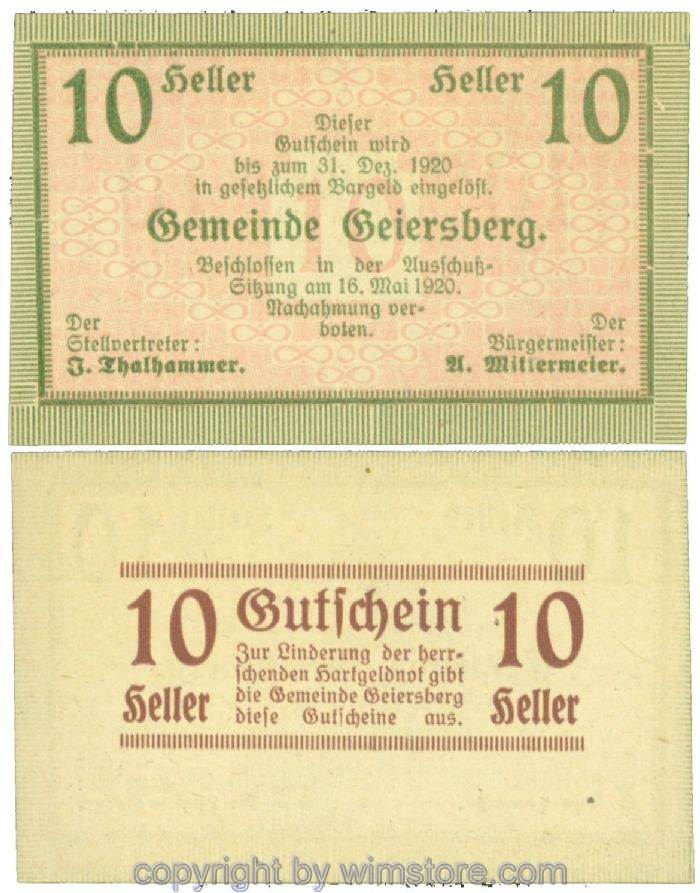 10 Heller Heller 10
Dieser
Gutschein wird
bis zum 31. Dez. 1920
in gesetzlichem Bargeld eingelöst.
10
Gemeinde Geiersberg.
Beschlossen in der Ausschuß-
Sitzung am 16. Mai 1920.
Nachahmung ver-
boten.
Der
Stellvertreter:
J. Thalhammer.
Der
Bürgermeister:
A. Mittermeier.
10 Heller
Gutschein
Zur Linderung der herr-
schenden Hartgeldnot gibt
die Gemeinde Geiersberg
diese Gutscheine aus.
10 Heller
copyright by wimstore.com